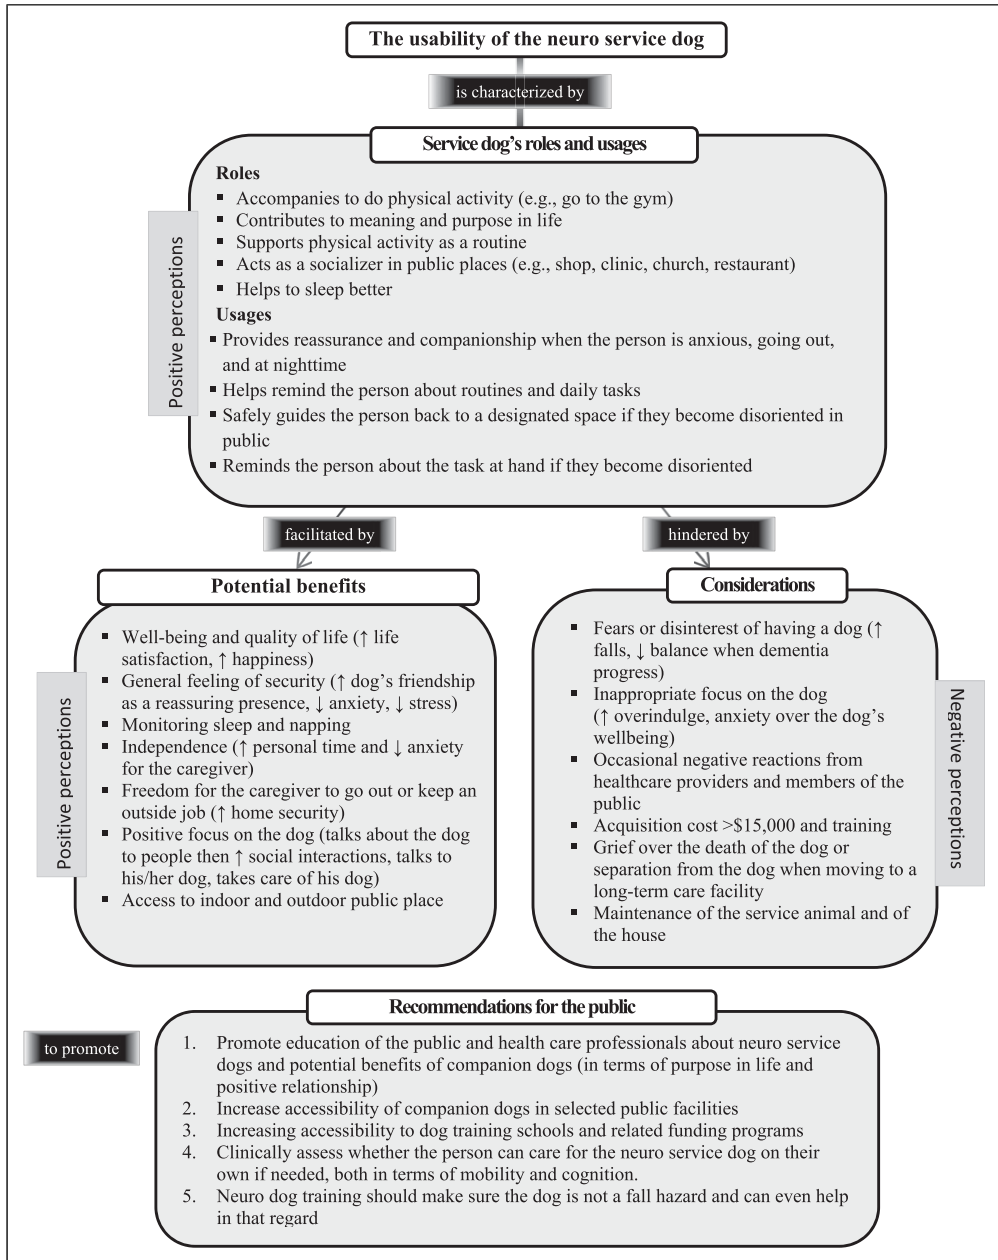 The usability of the neuro service dog
is characterized by
Service dog's roles and usages
Positive perceptions
Roles
▪ Accompanies to do physical activity (e.g., go to the gym)
▪ Contributes to meaning and purpose in life
▪ Supports physical activity as a routine
▪ Acts as a socializer in public places (e.g., shop, clinic, church, restaurant)
▪ Helps to sleep better
Usages
▪ Provides reassurance and companionship when the person is anxious, going out,
and at nighttime
▪ Helps remind the person about routines and daily tasks
▪ Safely guides the person back to a designated space if they become disoriented in
public
▪ Reminds the person about the task at hand if they become disoriented
facilitated by
hindered by
Potential benefits
Positive perceptions
▪ Well-being and quality of life (↑ life
satisfaction, ↑ happiness)
▪ General feeling of security (↑ dog's friendship
as a reassuring presence, ↓ anxiety, ↓ stress)
▪ Monitoring sleep and napping
▪ Independence (↑ personal time and ↓ anxiety
for the caregiver)
▪ Freedom for the caregiver to go out or keep an
outside job (↑ home security)
▪ Positive focus on the dog (talks about the dog
to people then ↑ social interactions, talks to
his/her dog, takes care of his dog)
▪ Access to indoor and outdoor public place
Considerations
▪ Fears or disinterest of having a dog (↑
falls, ↓ balance when dementia
progress)
▪ Inappropriate focus on the dog
(↑ overindulge, anxiety over the dog's
wellbeing)
▪ Occasional negative reactions from
healthcare providers and members of the
public
▪ Acquisition cost >$15,000 and training
▪ Grief over the death of the dog or
separation from the dog when moving to a
long-term care facility
▪ Maintenance of the service animal and of
the house
Negative perceptions
to promote
Recommendations for the public
1. Promote education of the public and health care professionals about neuro service
dogs and potential benefits of companion dogs (in terms of purpose in life and
positive relationship)
2. Increase accessibility of companion dogs in selected public facilities
3. Increasing accessibility to dog training schools and related funding programs
4. Clinically assess whether the person can care for the neuro service dog on their
own if needed, both in terms of mobility and cognition.
5. Neuro dog training should make sure the dog is not a fall hazard and can even help
in that regard